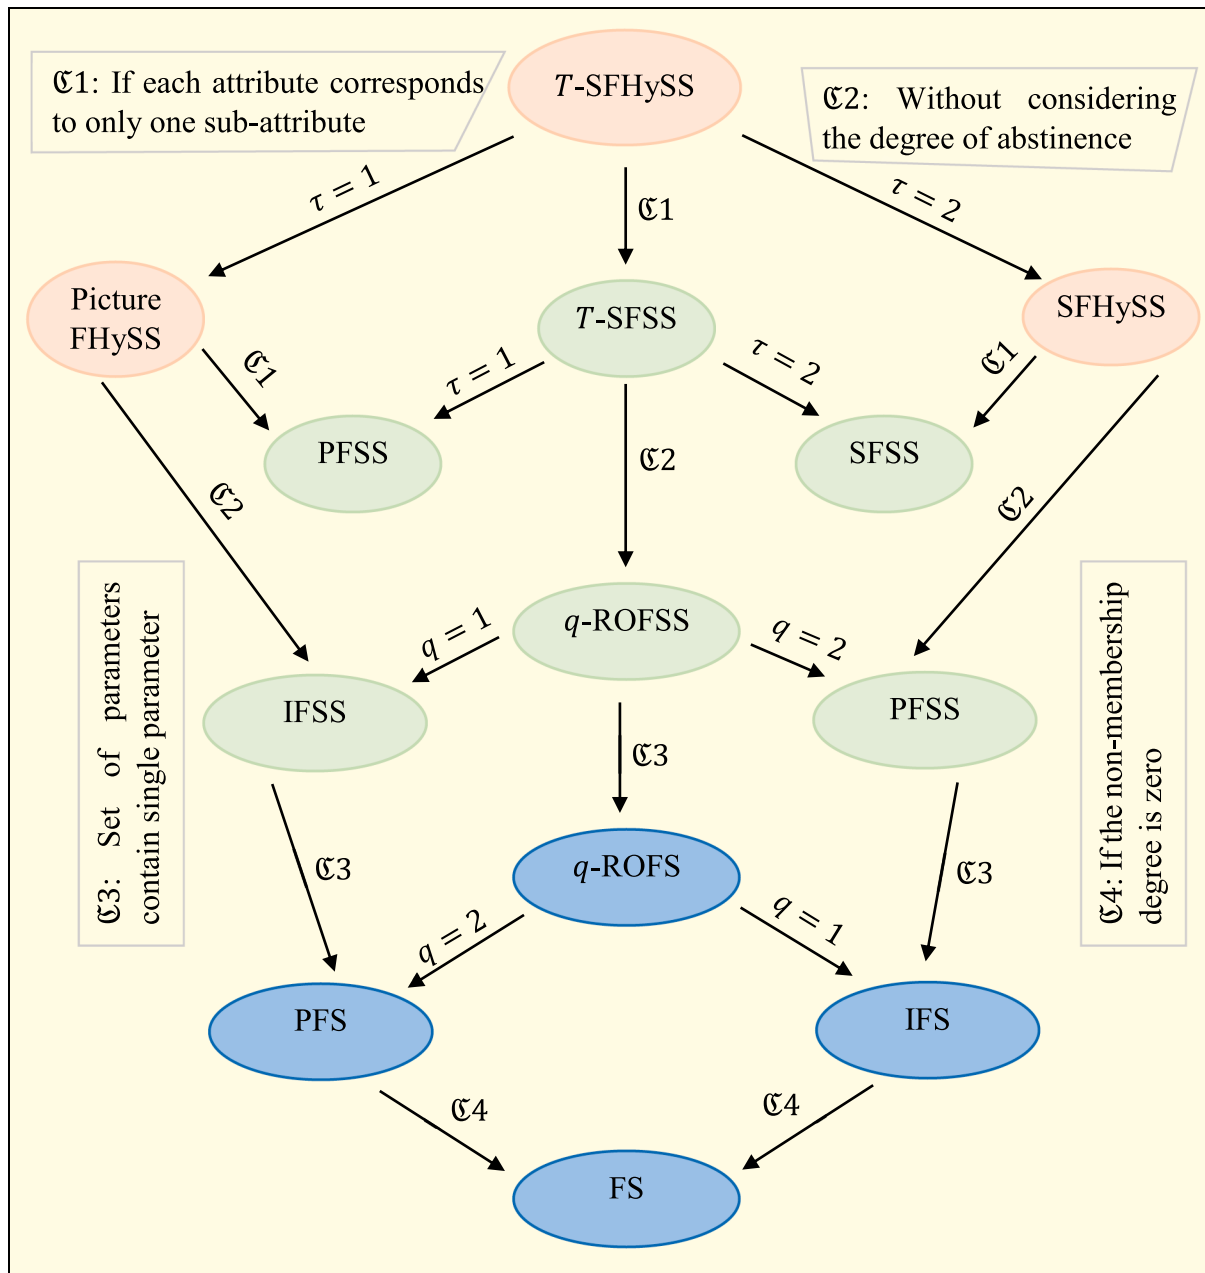 ℭ1: If each attribute corresponds
to only one sub-attribute
T-SFHySS
ℭ2: Without considering
the degree of abstinence
τ = 1
ℭ1
τ = 2
Picture
FHySS
T-SFSS
SFHySS
ℭ1
τ = 1
τ = 2
ℭ1
PFSS
SFSS
ℭ2
ℭ2
ℭ2
ℭ3: Set of parameters
contain single parameter
q-ROFSS
q = 1
q = 2
ℭ4: If the non-membership
degree is zero
IFSS
PFSS
ℭ3
ℭ3
q-ROFS
ℭ3
q = 2
q = 1
PFS
IFS
ℭ4
ℭ4
FS